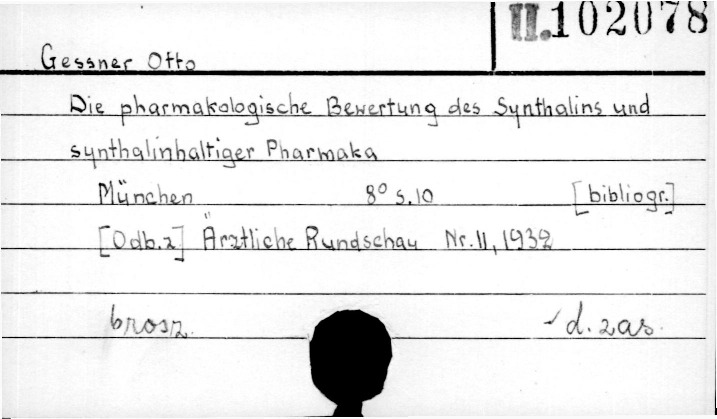 II.102078
Gessner Otto
Die pharmakologische Bewertung des Synthalins und
synthalinhaltiger Pharmaka
München 8° s.10 [bibliogr.]
[Odb.z] Ärztliche Rundschau Nr.11, 1932
brosz. d. zas.